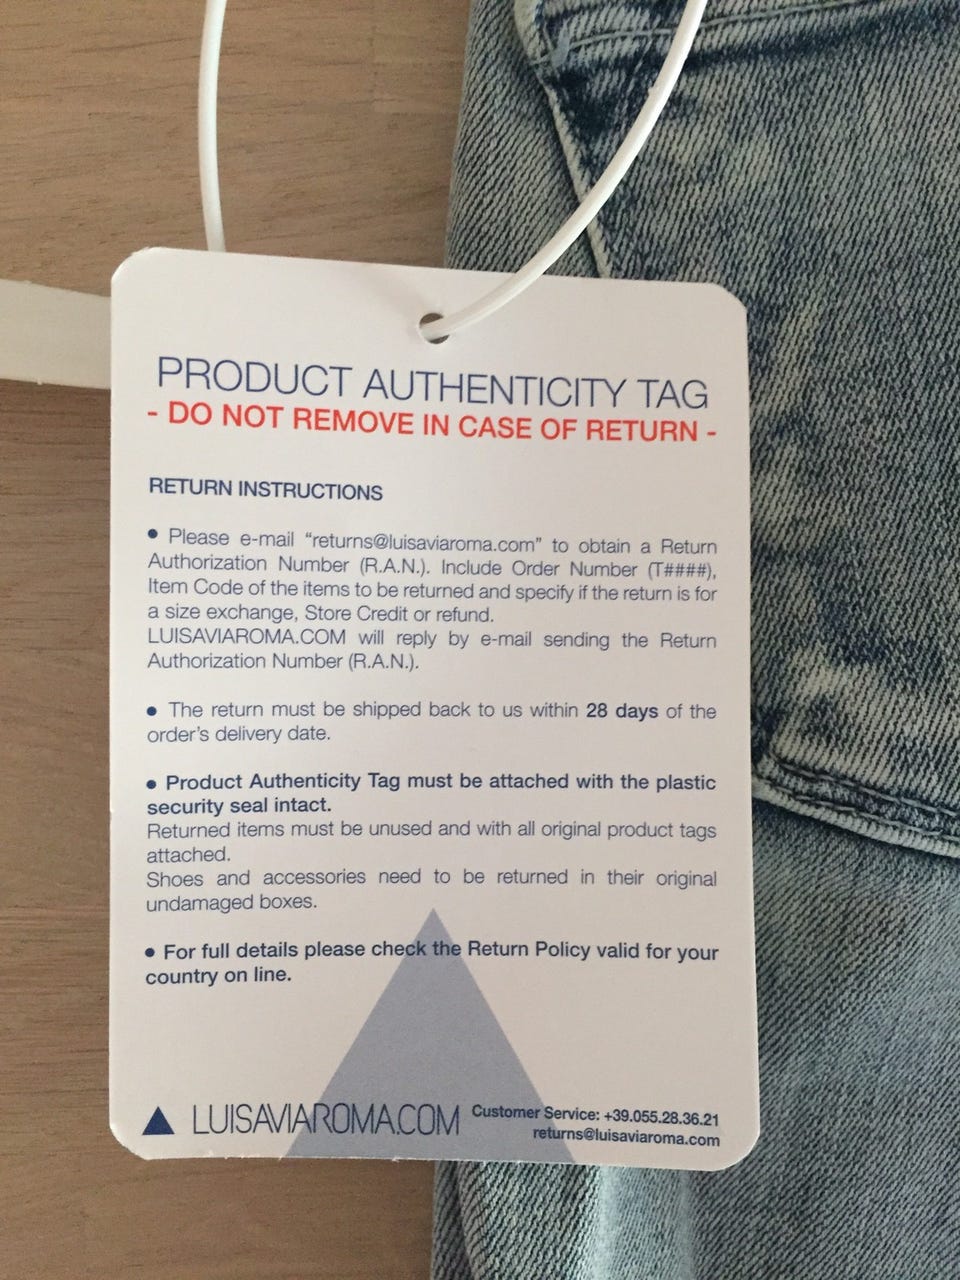 PRODUCT AUTHENTICITY TAG
- DO NOT REMOVE IN CASE OF RETURN -
RETURN INSTRUCTIONS
• Please e-mail “returns@luisaviaroma.com” to obtain a Return
Authorization Number (R.A.N.). Include Order Number (T####),
Item Code of the items to be returned and specify if the return is for
a size exchange, Store Credit or refund.
LUISAVIAROMA.COM will reply by e-mail sending the Return
Authorization Number (R.A.N.).
• The return must be shipped back to us within 28 days of the
order’s delivery date.
• Product Authenticity Tag must be attached with the plastic
security seal intact.
Returned items must be unused and with all original product tags
attached.
Shoes and accessories need to be returned in their original
undamaged boxes.
• For full details please check the Return Policy valid for your
country on line.
LUISAVIAROMA.COM Customer Service: +39.055.28.36.21
returns@luisaviaroma.com